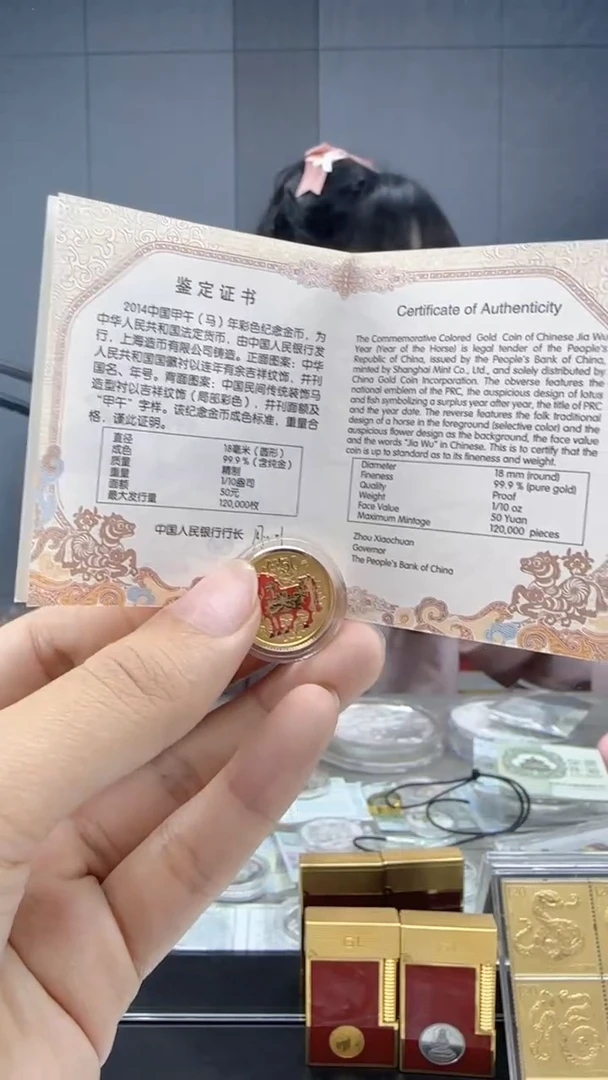 鉴定证书
2014中国甲午（马）年彩色纪念金币，为
中华人民共和国法定货币，由中国人民银行发
行，上海造币有限公司铸造。正面图案：中华
人民共和国国徽衬以连年有余吉祥纹饰，并刊
国名、年号。背面图案：中国民间传统装饰马
造型衬以吉祥纹饰（局部彩色），并刊面额及
“甲午”字样。该纪念金币成色标准，重量合
格，谨此证明。
直径 18毫米（圆形）
成色 99.9％（含纯金）
质量 精制
重量 1/10盎司
面额 50元
最大发行量 120,000枚
中国人民银行行长
Certificate of Authenticity
The Commemorative Colored Gold Coin of Chinese Jia Wu
Year (Year of the Horse) is legal tender of the People's
Republic of China, issued by the People's Bank of China,
minted by Shanghai Mint Co., Ltd., and solely distributed by
China Gold Coin Incorporation. The obverse features the
national emblem of the PRC, the auspicious design of lotus
and fish symbolizing a surplus year after year, the title of PRC
and the year date. The reverse features the folk traditional
design of a horse in the foreground (selective color) and the
auspicious flower design as the background, the face value
and the words "Jia Wu" in Chinese. This is to certify that the
coin is up to standard as to its fineness and weight.
Diameter 18 mm (round)
Fineness 99.9 % (pure gold)
Quality Proof
Weight 1/10 oz
Face Value 50 Yuan
Maximum Mintage 120,000 pieces
Zhou Xiaochuan
Governor
The People's Bank of China